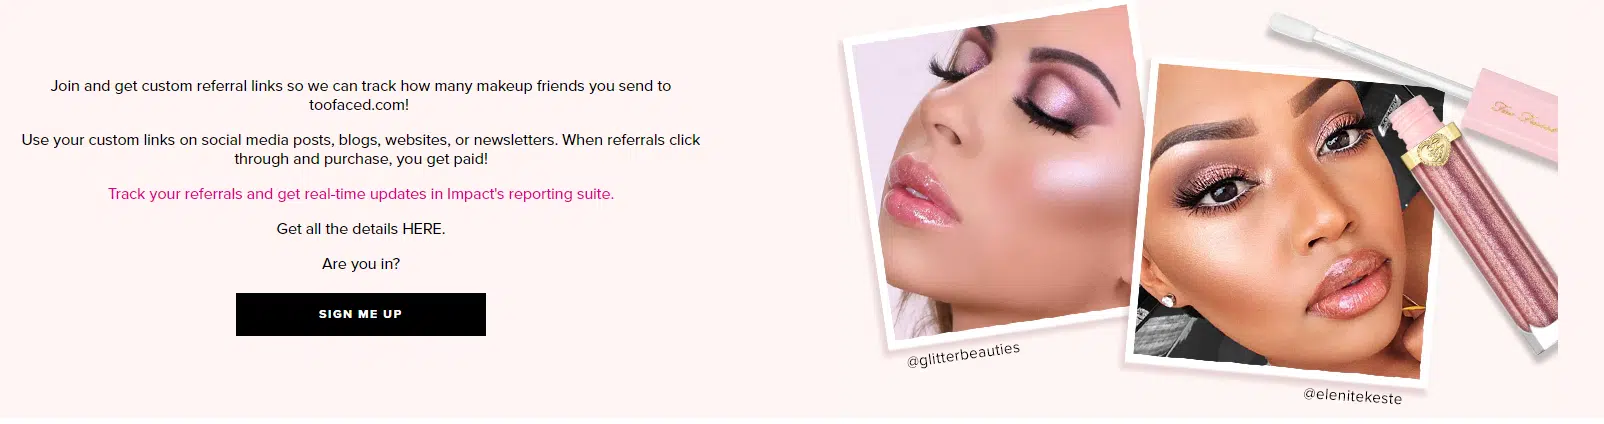 Join and get custom referral links so we can track how many makeup friends you send to
toofaced.com!
Use your custom links on social media posts, blogs, websites, or newsletters. When referrals click
through and purchase, you get paid!
Track your referrals and get real-time updates in Impact's reporting suite.
Get all the details HERE.
Are you in?
SIGN ME UP
@glitterbeauties
@elenitekeste